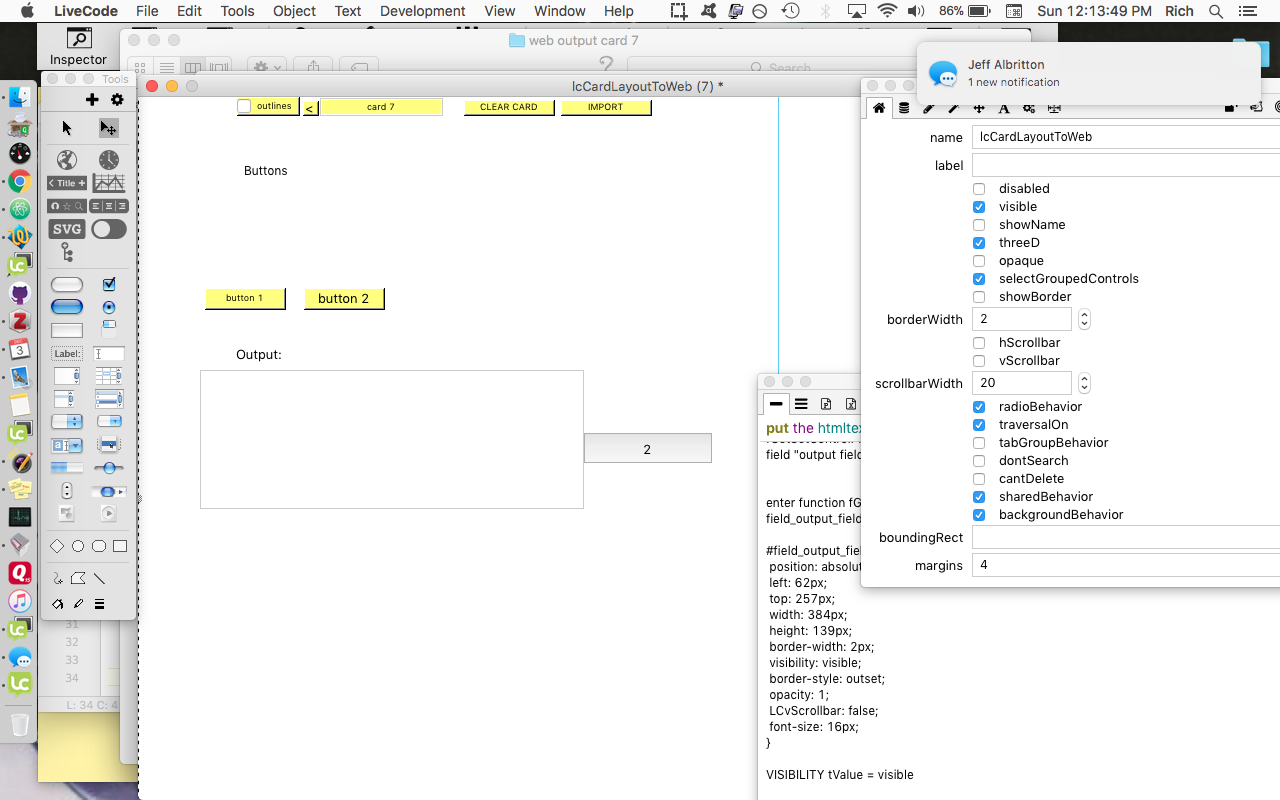 LiveCode File Edit Tools Object Text Development View Window Help 86% Sun 12:13:49 PM Rich
web output card 7
Search
Inspector
Tools
Title +
SVG
Label:
31
32
33
34
L: 34 C: 4
lcCardLayoutToWeb (7) *
outlines < card 7 CLEAR CARD IMPORT
Buttons
button 1 button 2
Output:
2
put the htmltex
field "output field
enter function fG
field_output_field
#field_output_fiel
position: absolut
left: 62px;
top: 257px;
width: 384px;
height: 139px;
border-width: 2px;
visibility: visible;
border-style: outset;
opacity: 1;
LCvScrollbar: false;
font-size: 16px;
}
VISIBILITY tValue = visible
Jeff Albritton
1 new notification
name lcCardLayoutToWeb
label
disabled
visible
showName
threeD
opaque
selectGroupedControls
showBorder
borderWidth 2
hScrollbar
vScrollbar
scrollbarWidth 20
radioBehavior
traversalOn
tabGroupBehavior
dontSearch
cantDelete
sharedBehavior
backgroundBehavior
boundingRect
margins 4